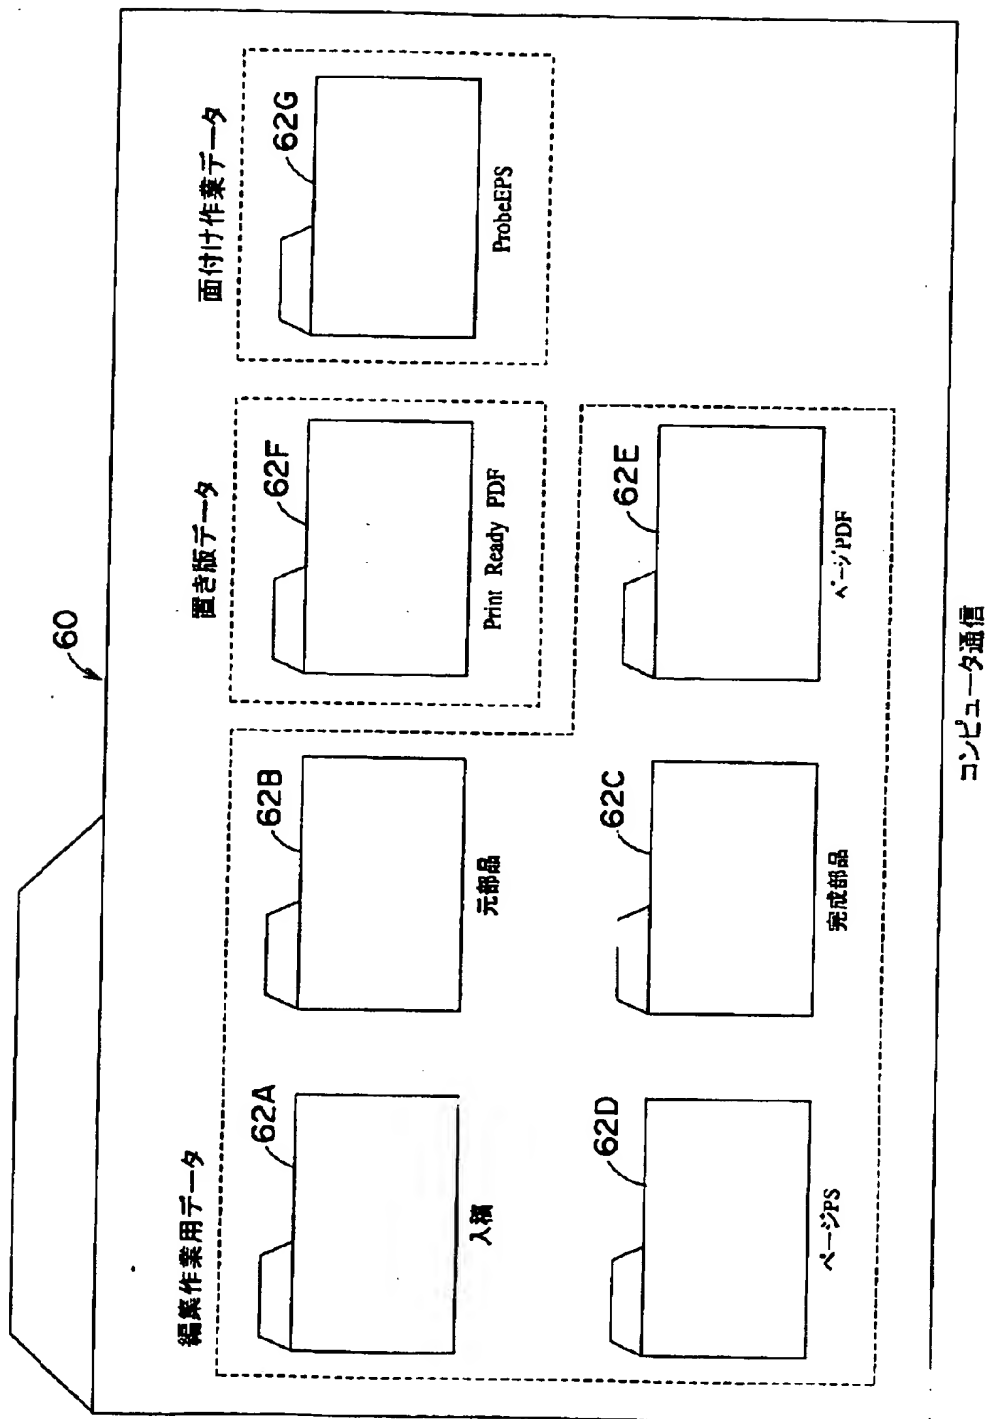 60
編集作業用データ
置き版データ
面付け作業データ
62A
入稿
62B
元部品
62F
Print Ready PDF
62G
ProbeEPS
62D
ページPS
62C
完成部品
62E
ページPDF
コンピュータ通信